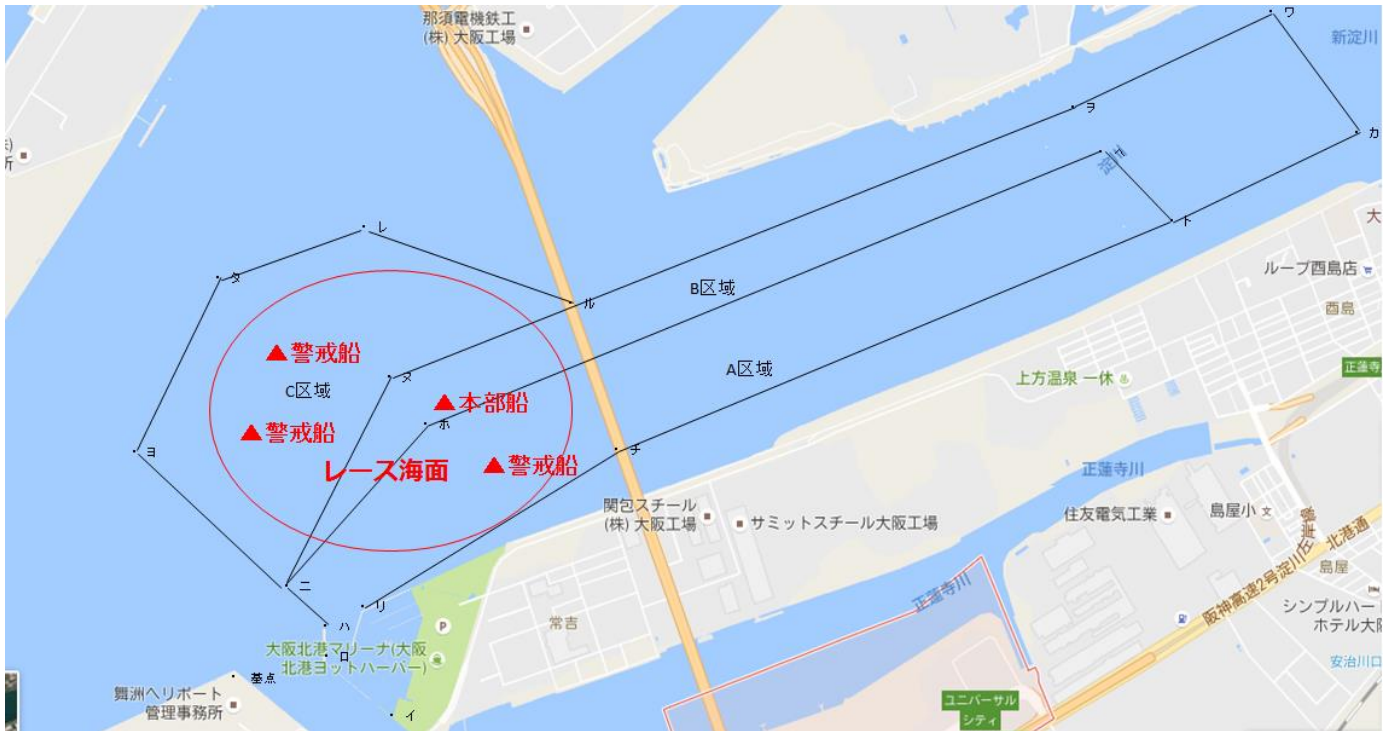 那須電機鉄工
(株) 大阪工場
ワ
新淀川
ヲ
カ
淀
ト
大
レ
ループ酉島店
タ
酉島
ル
B区域
警戒船
A区域
正蓮寺
C区域
ヌ
上方温泉 一休
本部船
ホ
警戒船
ヨ
レース海面
警戒船
チ
正蓮寺川
関包スチール
(株) 大阪工場
サミットスチール大阪工場
住友電気工業
島屋小
北港通
島屋
ニ
リ
正蓮寺川
阪神高速2号淀川左岸線
シンプルハー
ホテル大阪
ハ
P
常吉
大阪北港マリーナ(大阪
北港ヨットハーバー)
ロ
安治川口
基点
舞洲ヘリポート
管理事務所
イ
ユニバーサル
シティ